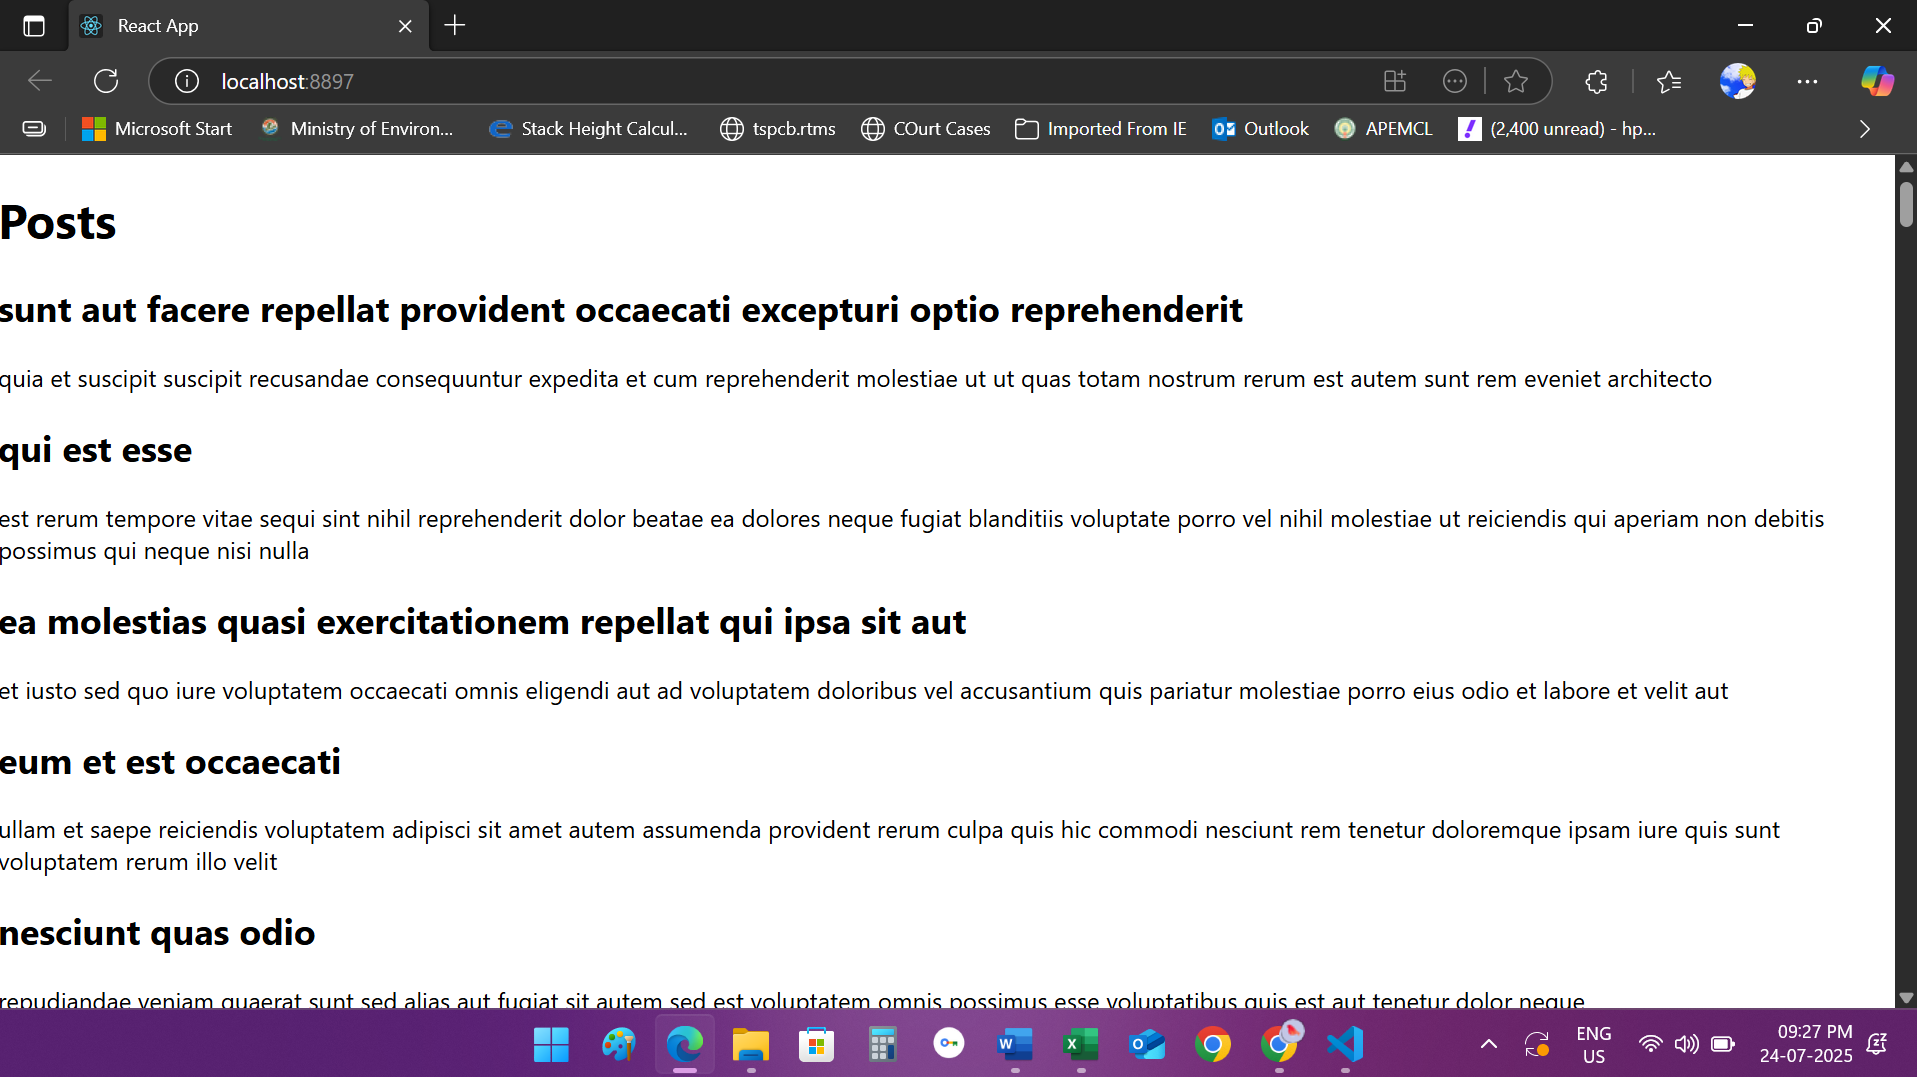 React App
localhost:8897
Microsoft Start
Ministry of Environ...
Stack Height Calcul...
tspcb.rtms
COurt Cases
Imported From IE
Outlook
APEMCL
(2,400 unread) - hp...
Posts
sunt aut facere repellat provident occaecati excepturi optio reprehenderit
quia et suscipit suscipit recusandae consequuntur expedita et cum reprehenderit molestiae ut ut quas totam nostrum rerum est autem sunt rem eveniet architecto
qui est esse
est rerum tempore vitae sequi sint nihil reprehenderit dolor beatae ea dolores neque fugiat blanditiis voluptate porro vel nihil molestiae ut reiciendis qui aperiam non debitis
possimus qui neque nisi nulla
ea molestias quasi exercitationem repellat qui ipsa sit aut
et iusto sed quo iure voluptatem occaecati omnis eligendi aut ad voluptatem doloribus vel accusantium quis pariatur molestiae porro eius odio et labore et velit aut
eum et est occaecati
ullam et saepe reiciendis voluptatem adipisci sit amet autem assumenda provident rerum culpa quis hic commodi nesciunt rem tenetur doloremque ipsam iure quis sunt
voluptatem rerum illo velit
nesciunt quas odio
repudiandae veniam quaerat sunt sed alias aut fugiat sit autem sed est voluptatem omnis possimus esse voluptatibus quis est aut tenetur dolor neque
ENG
US
09:27 PM
24-07-2025